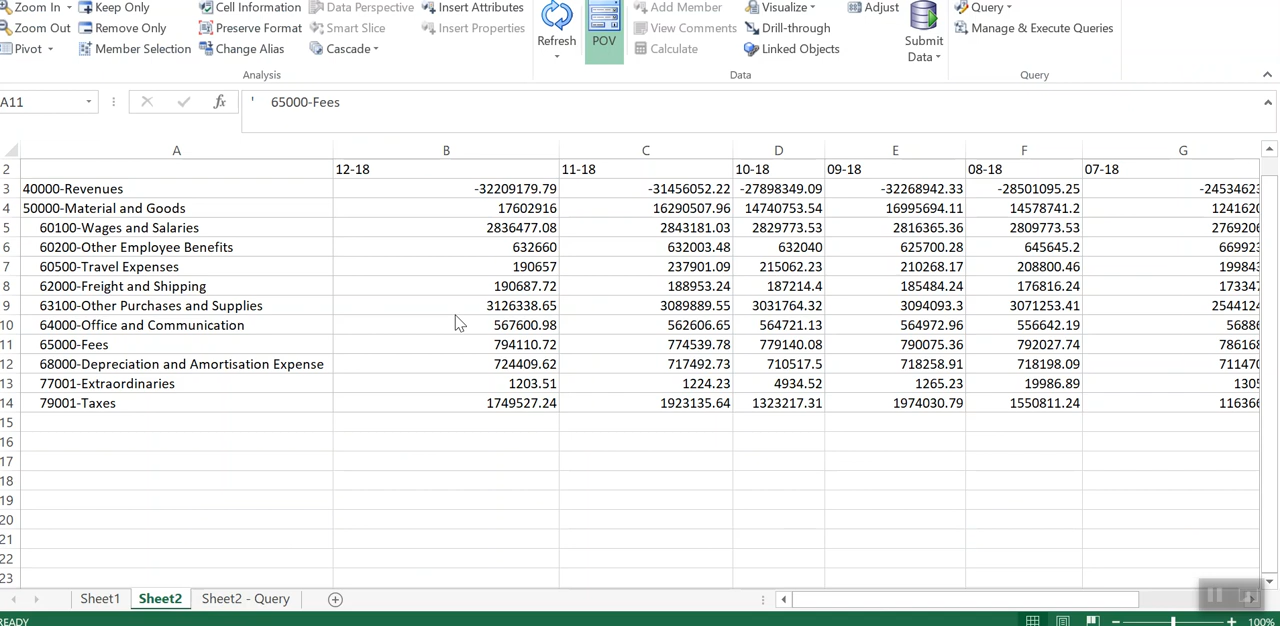 Zoom In Keep Only Cell Information Data Perspective Insert Attributes Add Member Visualize Adjust Query
Zoom Out Remove Only Preserve Format Smart Slice Insert Properties Refresh POV View Comments Drill-through Submit Data Manage & Execute Queries
Pivot Member Selection Change Alias Cascade Calculate Linked Objects
Analysis Data Query
A11 fx ' 65000-Fees
A B C D E F G
2 12-18 11-18 10-18 09-18 08-18 07-18
3 40000-Revenues -32209179.79 -31456052.22 -27898349.09 -32268942.33 -28501095.25 -24534623
4 50000-Material and Goods 17602916 16290507.96 14740753.54 16995694.11 14578741.2 1241620
5 60100-Wages and Salaries 2836477.08 2843181.03 2829773.53 2816365.36 2809773.53 2769206
6 60200-Other Employee Benefits 632660 632003.48 632040 625700.28 645645.2 669923
7 60500-Travel Expenses 190657 237901.09 215062.23 210268.17 208800.46 199843
8 62000-Freight and Shipping 190687.72 188953.24 187214.4 185484.24 176816.24 173347
9 63100-Other Purchases and Supplies 3126338.65 3089889.55 3031764.32 3094093.3 3071253.41 2544124
10 64000-Office and Communication 567600.98 562606.65 564721.13 564972.96 556642.19 56886
11 65000-Fees 794110.72 774539.78 779140.08 790075.36 792027.74 786168
12 68000-Depreciation and Amortisation Expense 724409.62 717492.73 710517.5 718258.91 718198.09 711470
13 77001-Extraordinaries 1203.51 1224.23 4934.52 1265.23 19986.89 1305
14 79001-Taxes 1749527.24 1923135.64 1323217.31 1974030.79 1550811.24 116366
15
16
17
18
19
20
21
22
23
Sheet1 Sheet2 Sheet2 - Query
READY 100%